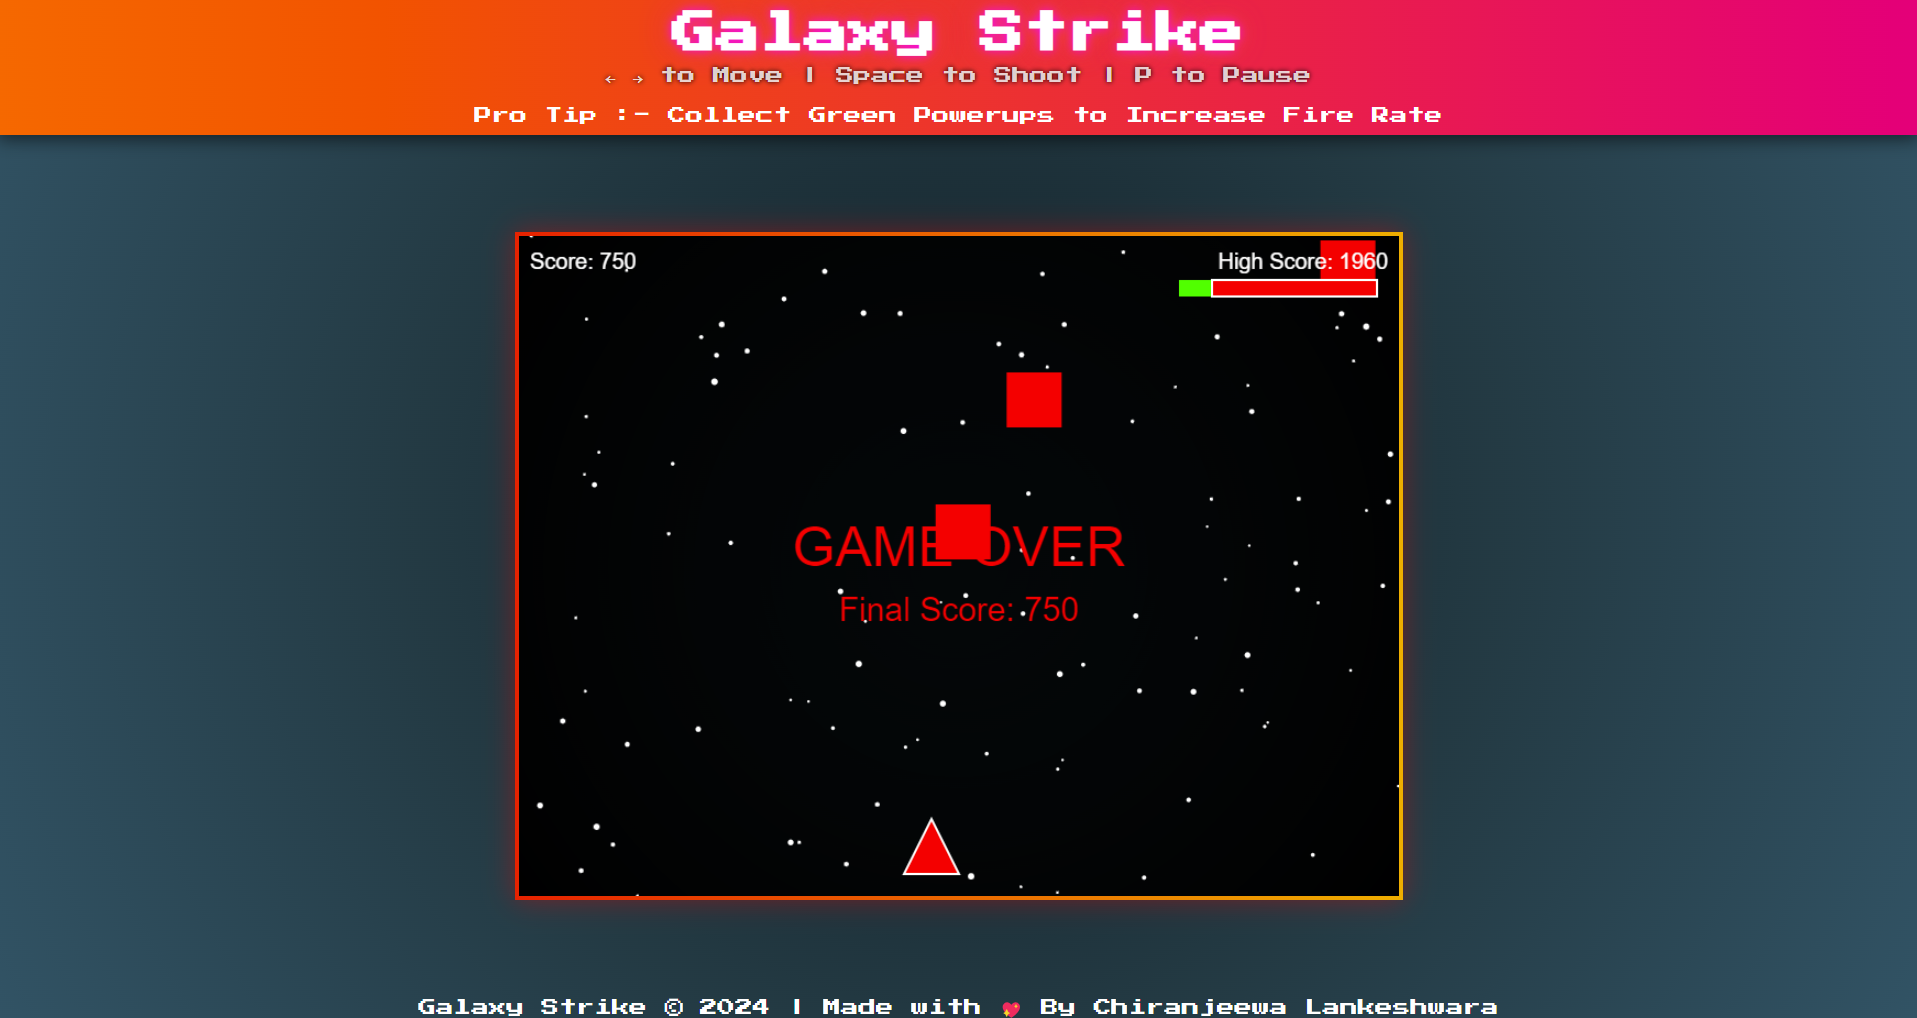 Galaxy Strike
← → to Move | Space to Shoot | P to Pause
Pro Tip :- Collect Green Powerups to Increase Fire Rate
Score: 750
High Score: 1960
GAME OVER
Final Score: 750
Galaxy Strike © 2024 | Made with 💖 By Chiranjeewa Lankeshwara